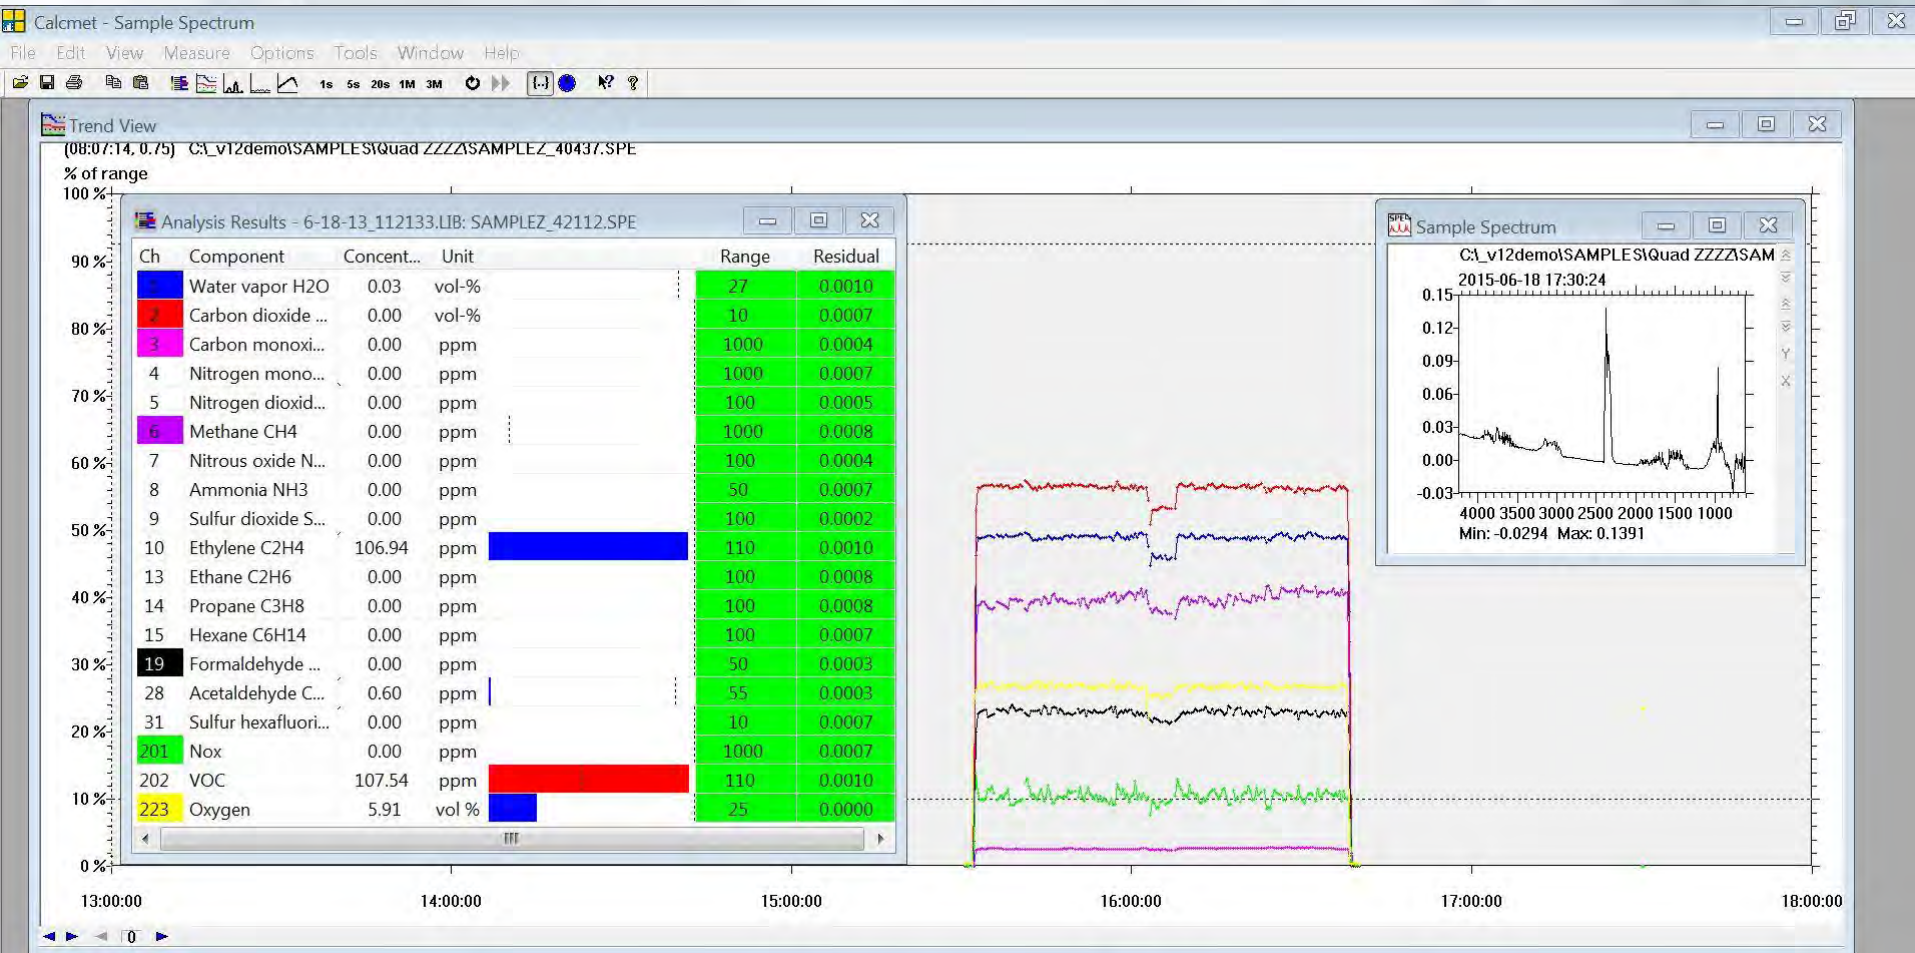 Calcmet - Sample Spectrum
File Edit View Measure Options Tools Window Help
1s 5s 20s 1M 3M
Trend View
(08:07:14, 0.75) C:\_v12demo\SAMPLES\Quad ZZZZ\SAMPLEZ_40437.SPE
% of range
100 %
90 %
80 %
70 %
60 %
50 %
40 %
30 %
20 %
10 %
0 %
Analysis Results - 6-18-13_112133.LIB: SAMPLEZ_42112.SPE
Ch Component Concent... Unit Range Residual
1 Water vapor H2O 0.03 vol-% 27 0.0010
2 Carbon dioxide ... 0.00 vol-% 10 0.0007
3 Carbon monoxi... 0.00 ppm 1000 0.0004
4 Nitrogen mono... 0.00 ppm 1000 0.0007
5 Nitrogen dioxid... 0.00 ppm 100 0.0005
6 Methane CH4 0.00 ppm 1000 0.0008
7 Nitrous oxide N... 0.00 ppm 100 0.0004
8 Ammonia NH3 0.00 ppm 50 0.0007
9 Sulfur dioxide S... 0.00 ppm 100 0.0002
10 Ethylene C2H4 106.94 ppm 110 0.0010
13 Ethane C2H6 0.00 ppm 100 0.0008
14 Propane C3H8 0.00 ppm 100 0.0008
15 Hexane C6H14 0.00 ppm 100 0.0007
19 Formaldehyde ... 0.00 ppm 50 0.0003
28 Acetaldehyde C... 0.60 ppm 55 0.0003
31 Sulfur hexafluori... 0.00 ppm 10 0.0007
201 Nox 0.00 ppm 1000 0.0007
202 VOC 107.54 ppm 110 0.0010
223 Oxygen 5.91 vol % 25 0.0000
Sample Spectrum
C:\_v12demo\SAMPLES\Quad ZZZZ\SAM
2015-06-18 17:30:24
0.15
0.12
0.09
0.06
0.03
0.00
-0.03
4000 3500 3000 2500 2000 1500 1000
Min: -0.0294 Max: 0.1391
Y
X
13:00:00 14:00:00 15:00:00 16:00:00 17:00:00 18:00:00
0